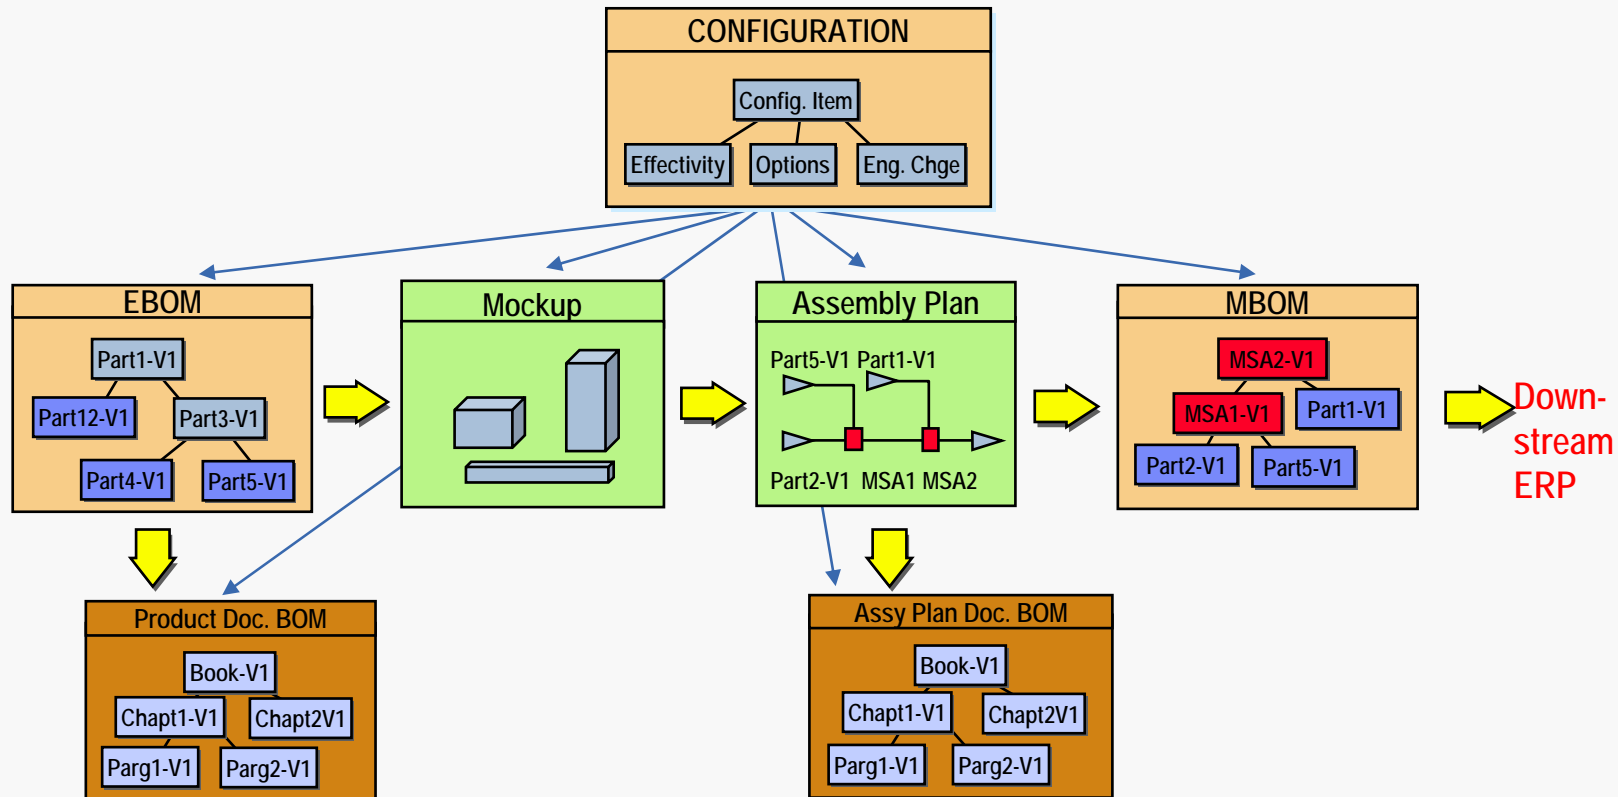 CONFIGURATION
Config. Item
Effectivity
Options
Eng. Chge
EBOM
Part1-V1
Part12-V1
Part3-V1
Part4-V1
Part5-V1
Mockup
Assembly Plan
Part5-V1 Part1-V1
Part2-V1 MSA1 MSA2
MBOM
MSA2-V1
MSA1-V1
Part1-V1
Part2-V1
Part5-V1
Down-
stream
ERP
Product Doc. BOM
Book-V1
Chapt1-V1
Chapt2V1
Parg1-V1
Parg2-V1
Assy Plan Doc. BOM
Book-V1
Chapt1-V1
Chapt2V1
Parg1-V1
Parg2-V1